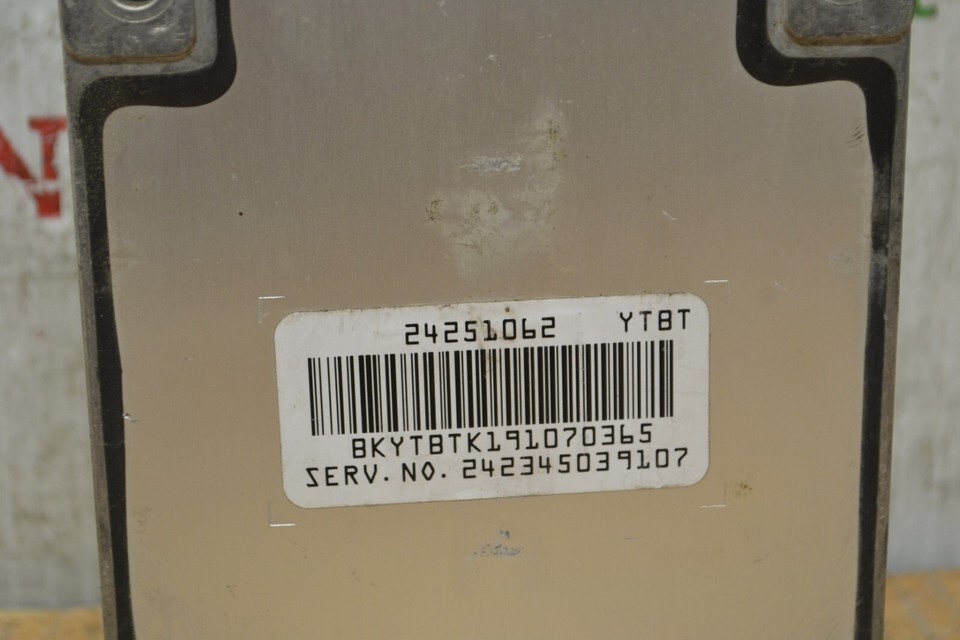 N
24251062 YTBT
BKYTBTK191070365
SERV. NO. 242345039107